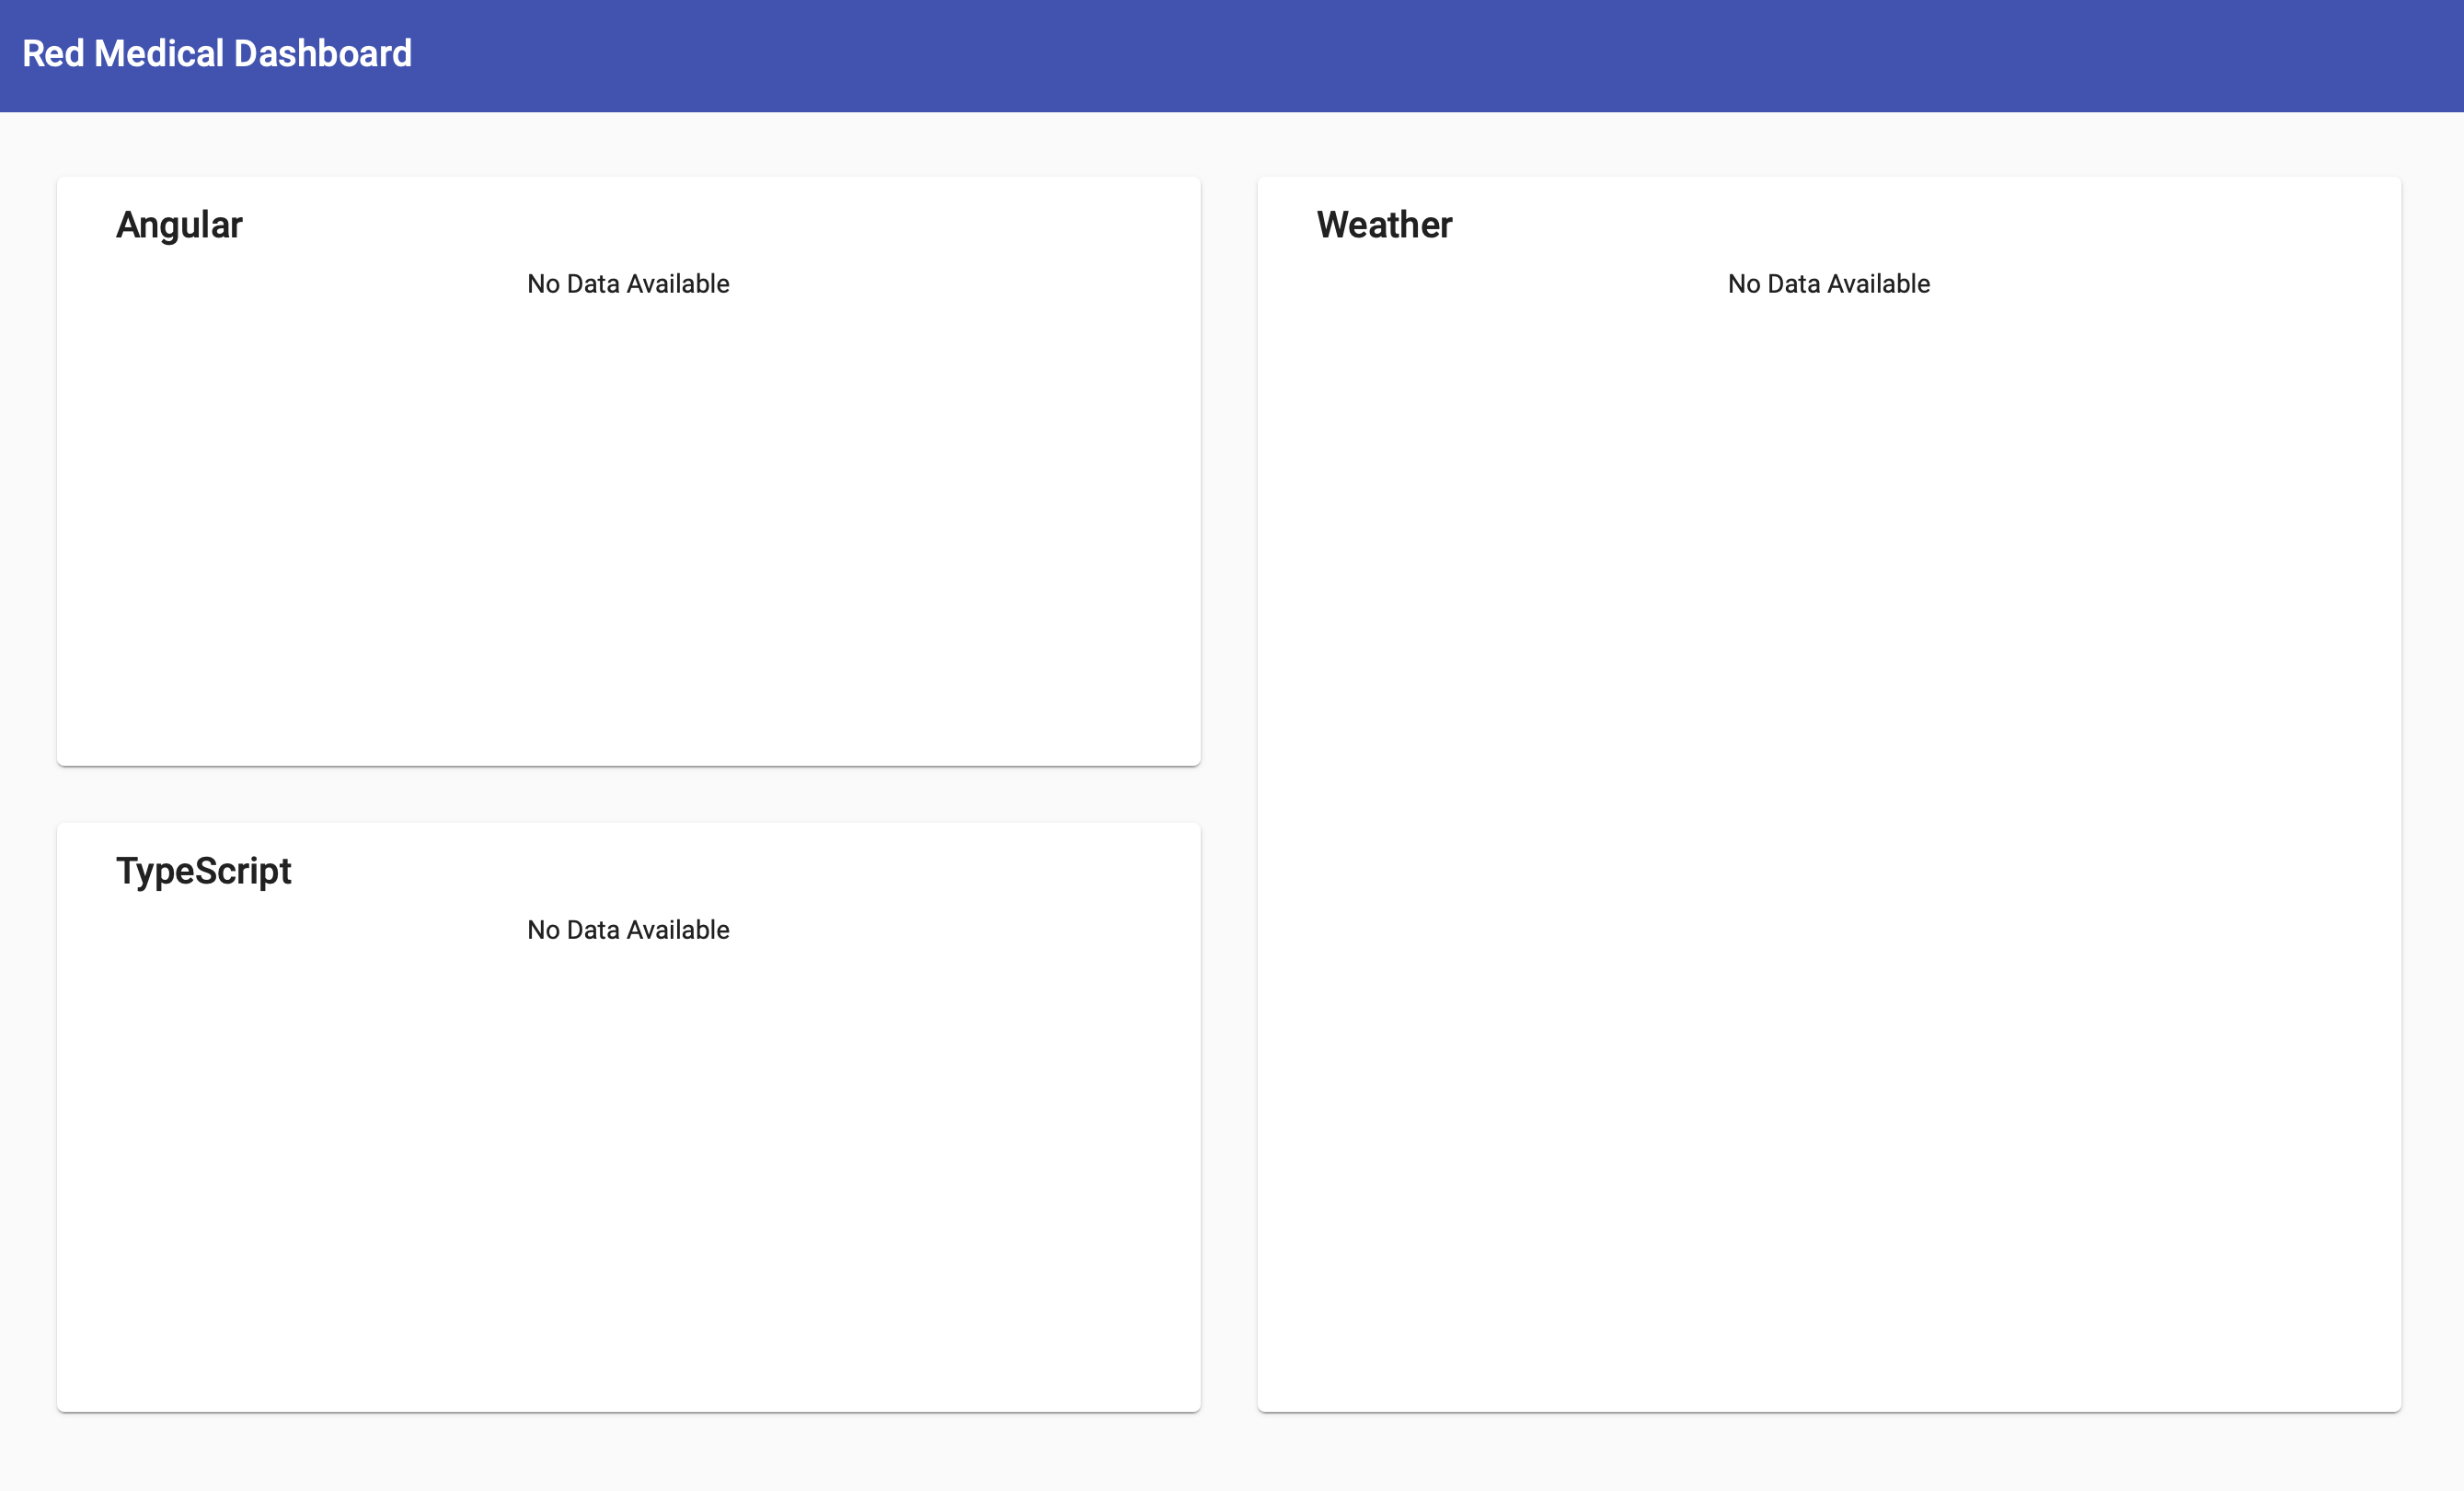 Red Medical Dashboard
Angular
No Data Available
Weather
No Data Available
TypeScript
No Data Available